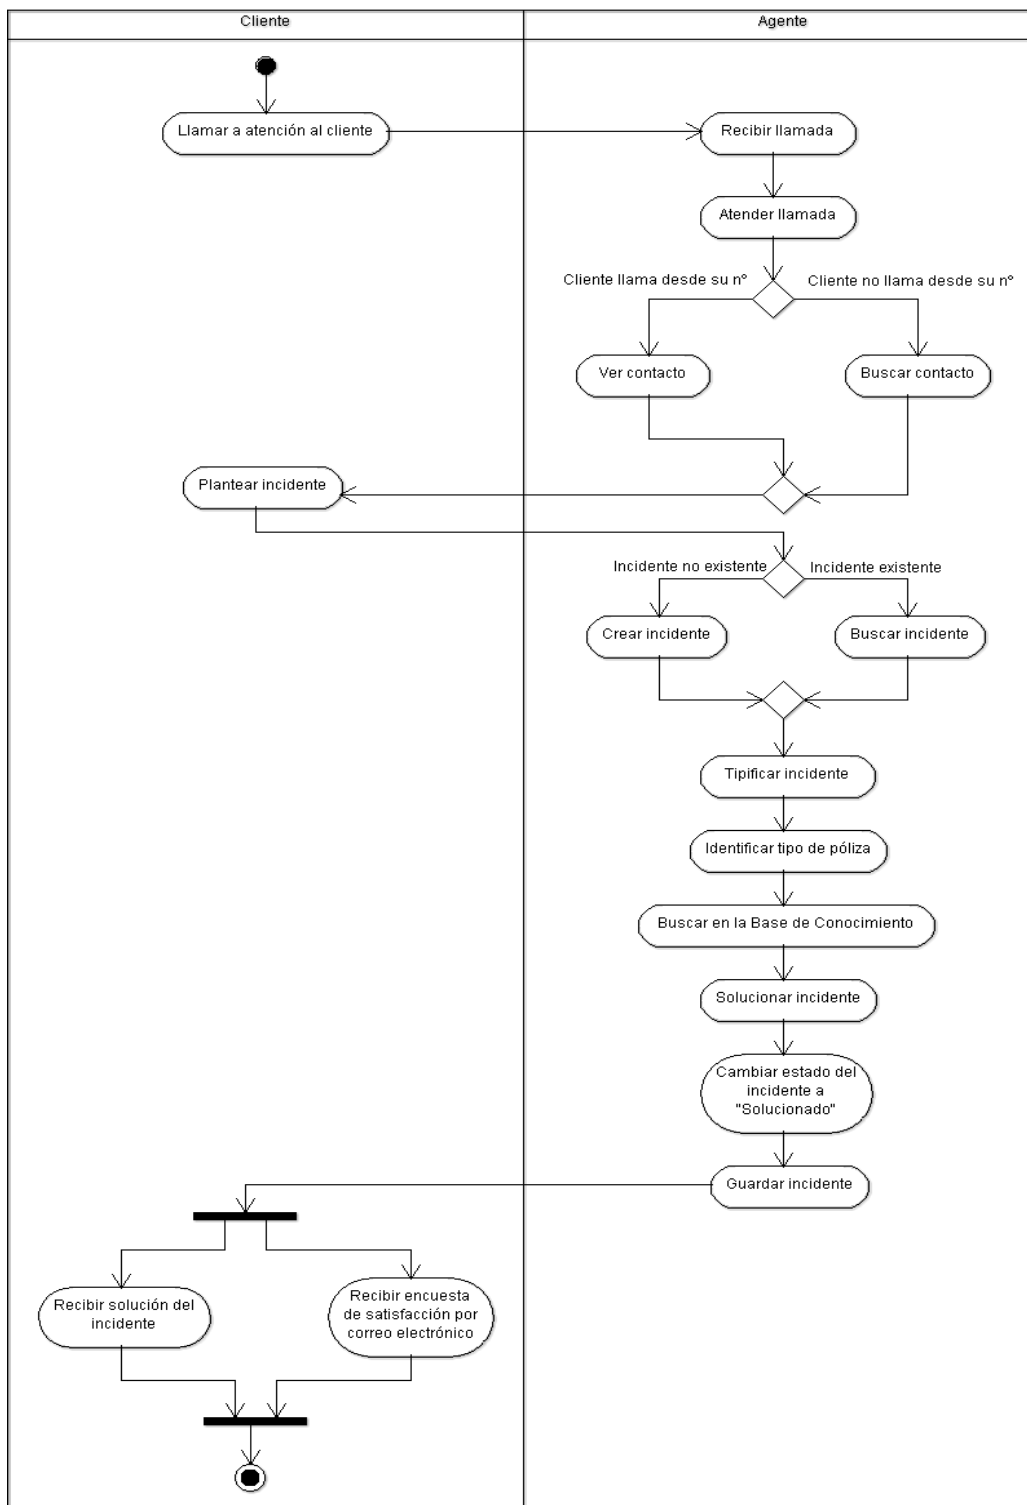 Cliente
Agente
Llamar a atención al cliente
Recibir llamada
Atender llamada
Cliente llama desde su nº
Cliente no llama desde su nº
Ver contacto
Buscar contacto
Plantear incidente
Incidente no existente
Incidente existente
Crear incidente
Buscar incidente
Tipificar incidente
Identificar tipo de póliza
Buscar en la Base de Conocimiento
Solucionar incidente
Cambiar estado del
incidente a
"Solucionado"
Guardar incidente
Recibir solución del
incidente
Recibir encuesta
de satisfacción por
correo electrónico